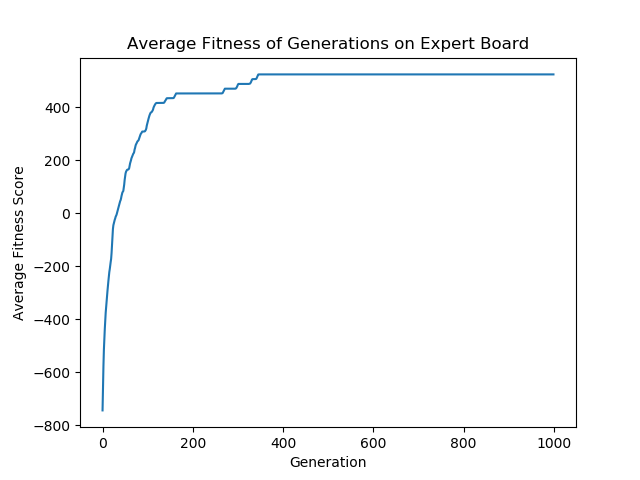 Average Fitness of Generations on Expert Board
400
200
0
−200
−400
−600
−800
Average Fitness Score
0 200 400 600 800 1000
Generation